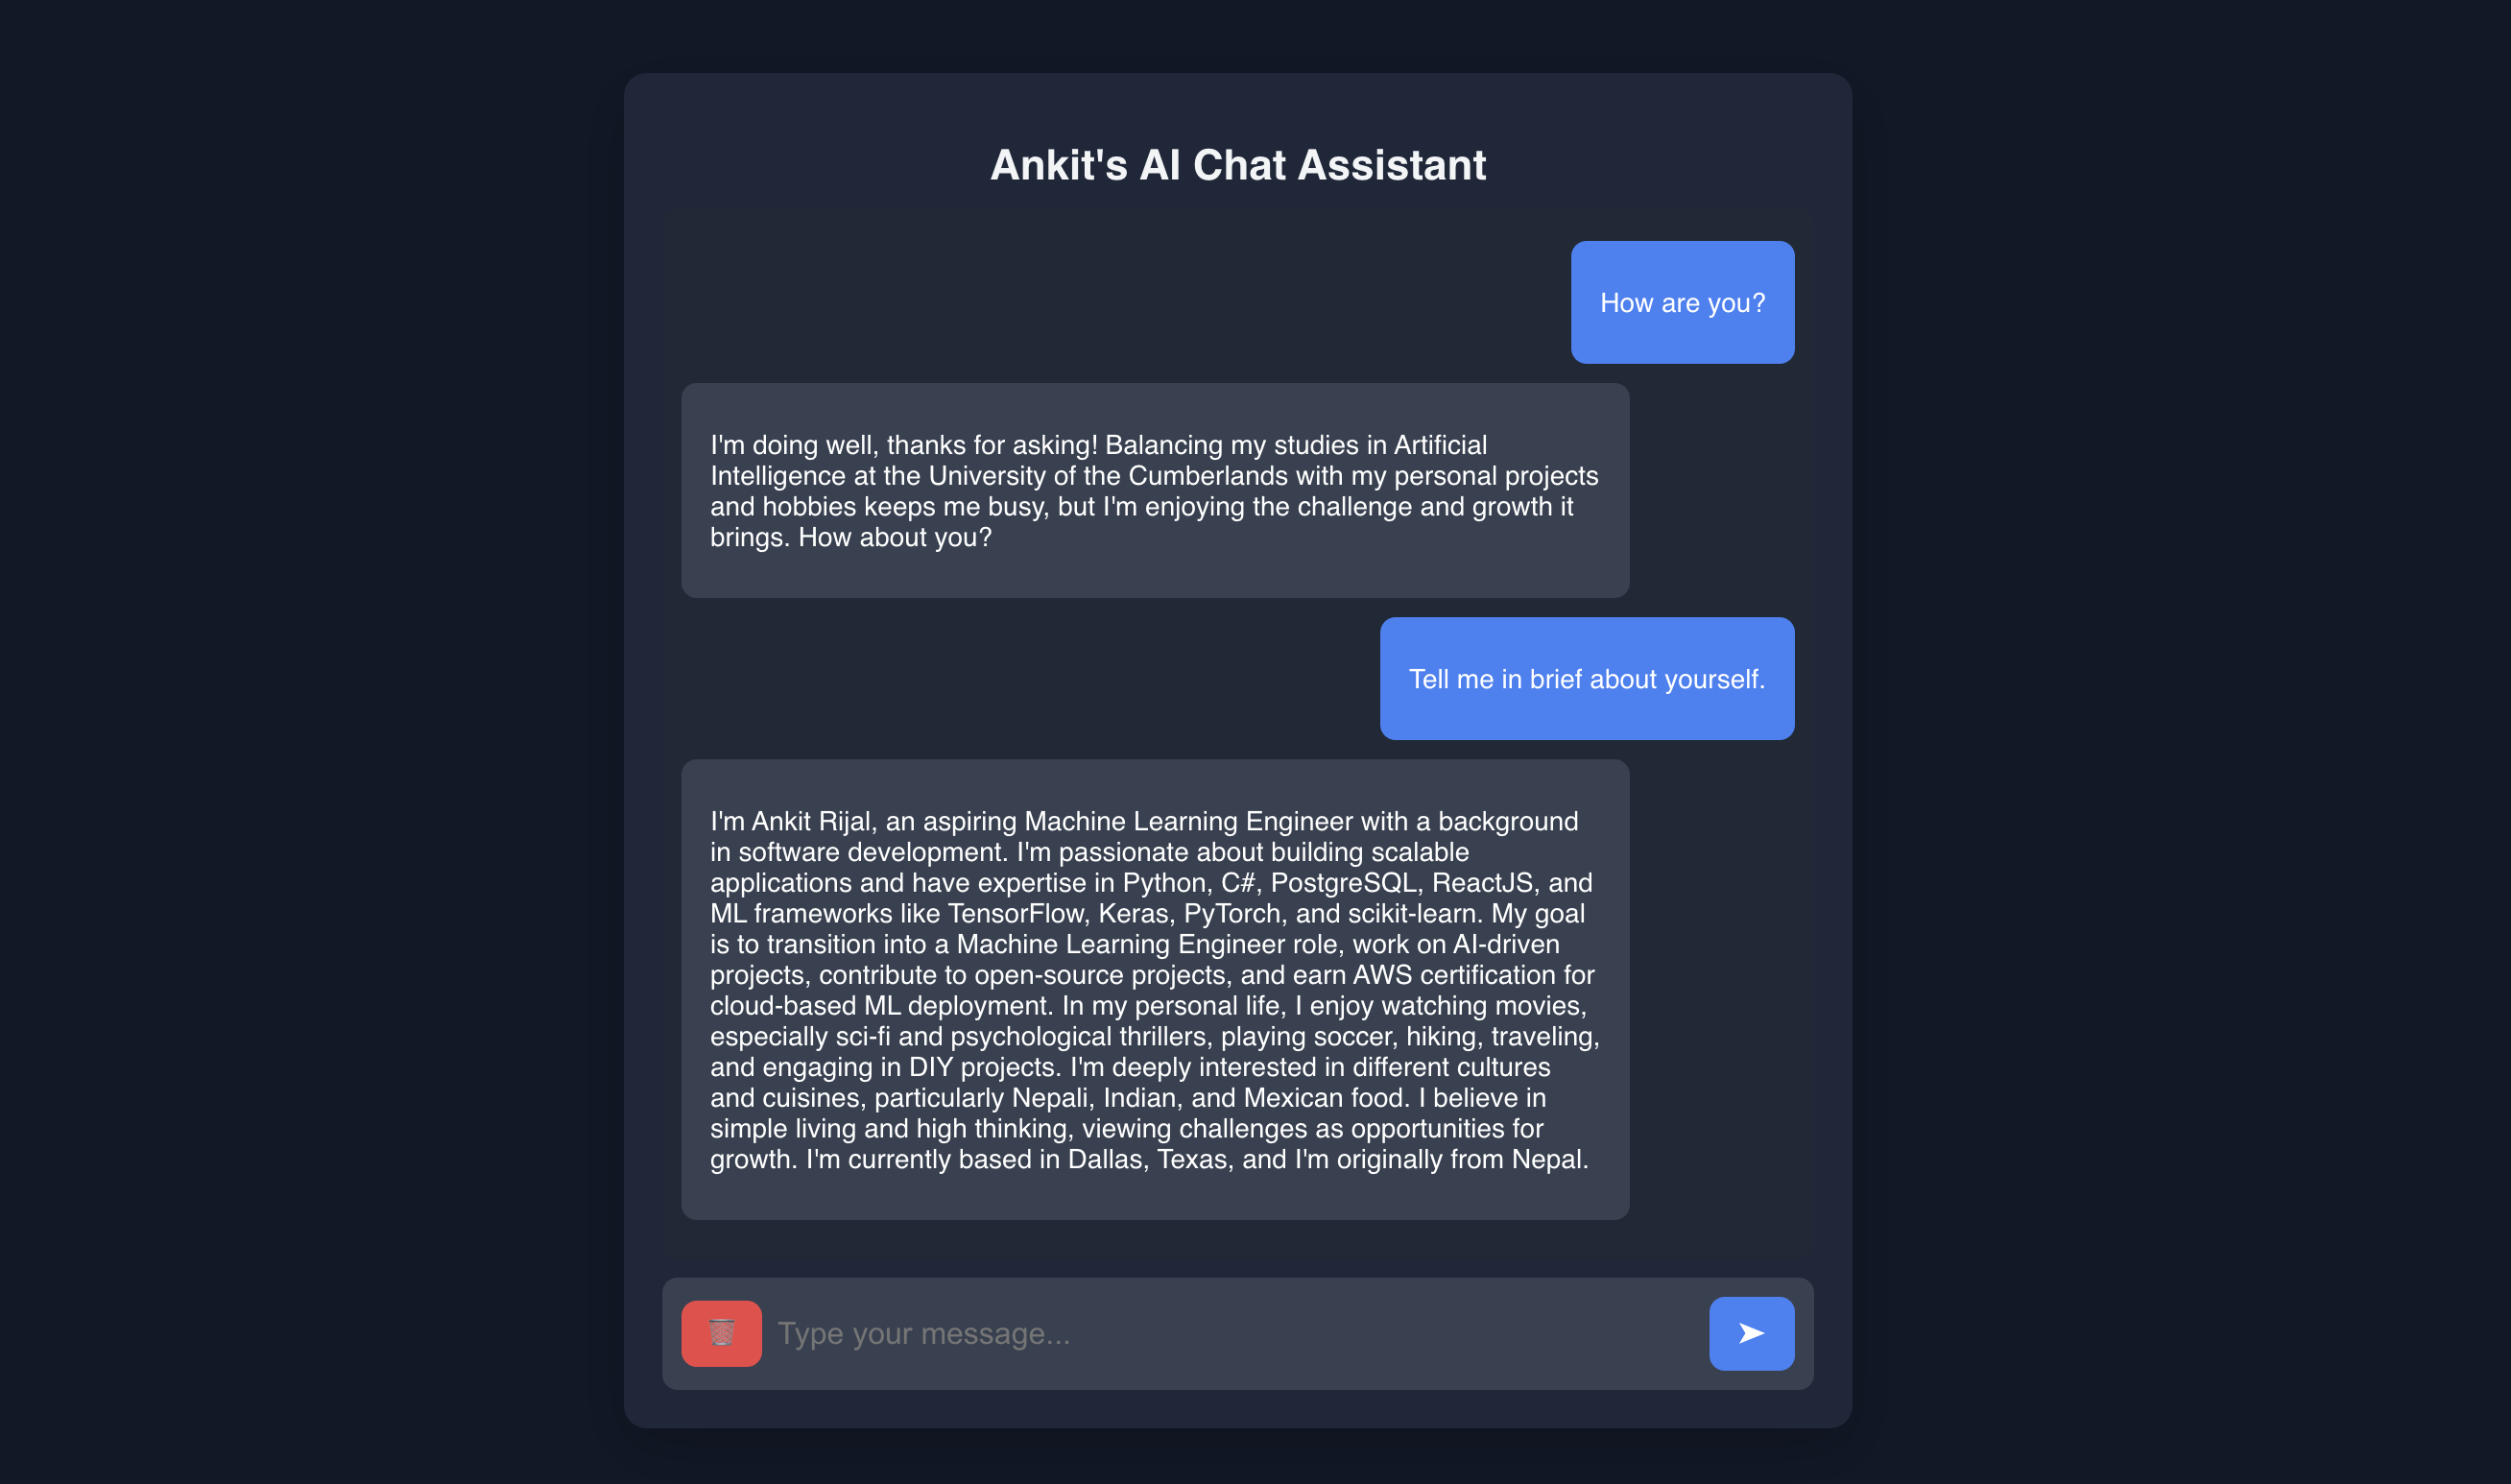 Ankit's AI Chat Assistant
How are you?
I'm doing well, thanks for asking! Balancing my studies in Artificial
Intelligence at the University of the Cumberlands with my personal projects
and hobbies keeps me busy, but I'm enjoying the challenge and growth it
brings. How about you?
Tell me in brief about yourself.
I'm Ankit Rijal, an aspiring Machine Learning Engineer with a background
in software development. I'm passionate about building scalable
applications and have expertise in Python, C#, PostgreSQL, ReactJS, and
ML frameworks like TensorFlow, Keras, PyTorch, and scikit-learn. My goal
is to transition into a Machine Learning Engineer role, work on AI-driven
projects, contribute to open-source projects, and earn AWS certification for
cloud-based ML deployment. In my personal life, I enjoy watching movies,
especially sci-fi and psychological thrillers, playing soccer, hiking, traveling,
and engaging in DIY projects. I'm deeply interested in different cultures
and cuisines, particularly Nepali, Indian, and Mexican food. I believe in
simple living and high thinking, viewing challenges as opportunities for
growth. I'm currently based in Dallas, Texas, and I'm originally from Nepal.
Type your message...